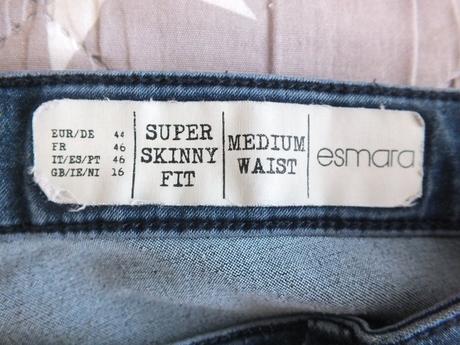 EUR/DE 44
FR 46
IT/ES/PT 46
GB/IE/NI 16
SUPER
SKINNY
FIT
MEDIUM
WAIST
esmara